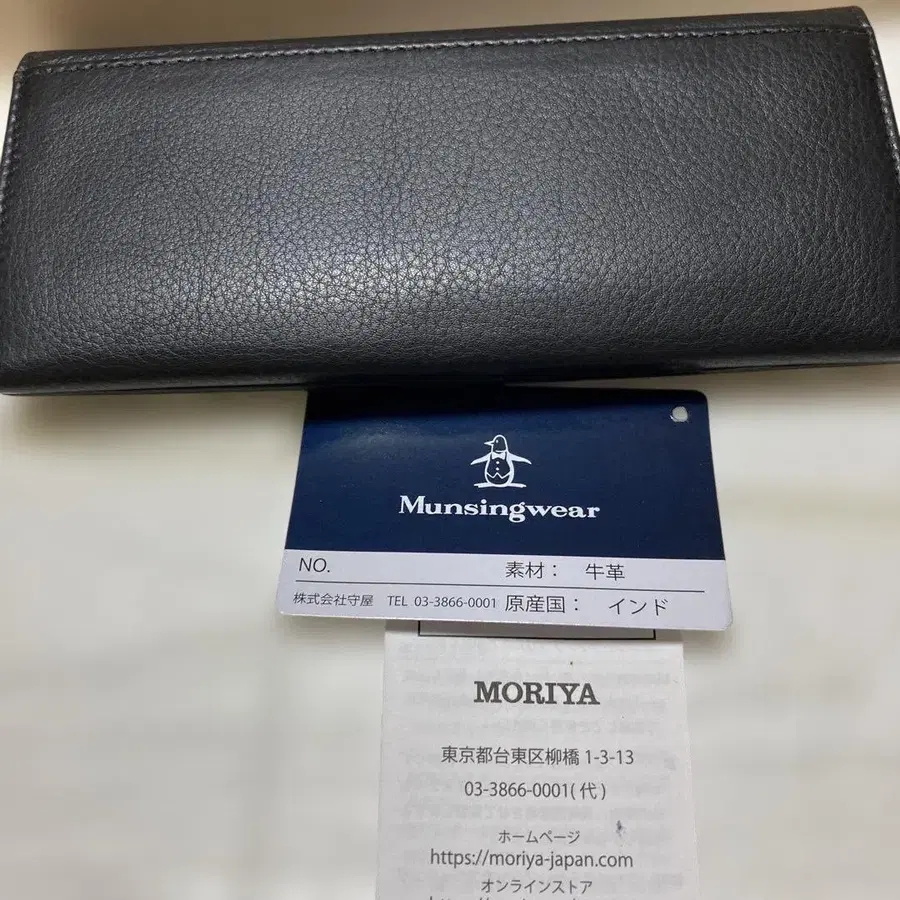 Munsingwear
NO. 素材： 牛革
株式会社守屋 TEL 03-3866-0001 原産国： インド
MORIYA
東京都台東区柳橋 1-3-13
03-3866-0001(代)
ホームページ
https://moriya-japan.com
オンラインストア